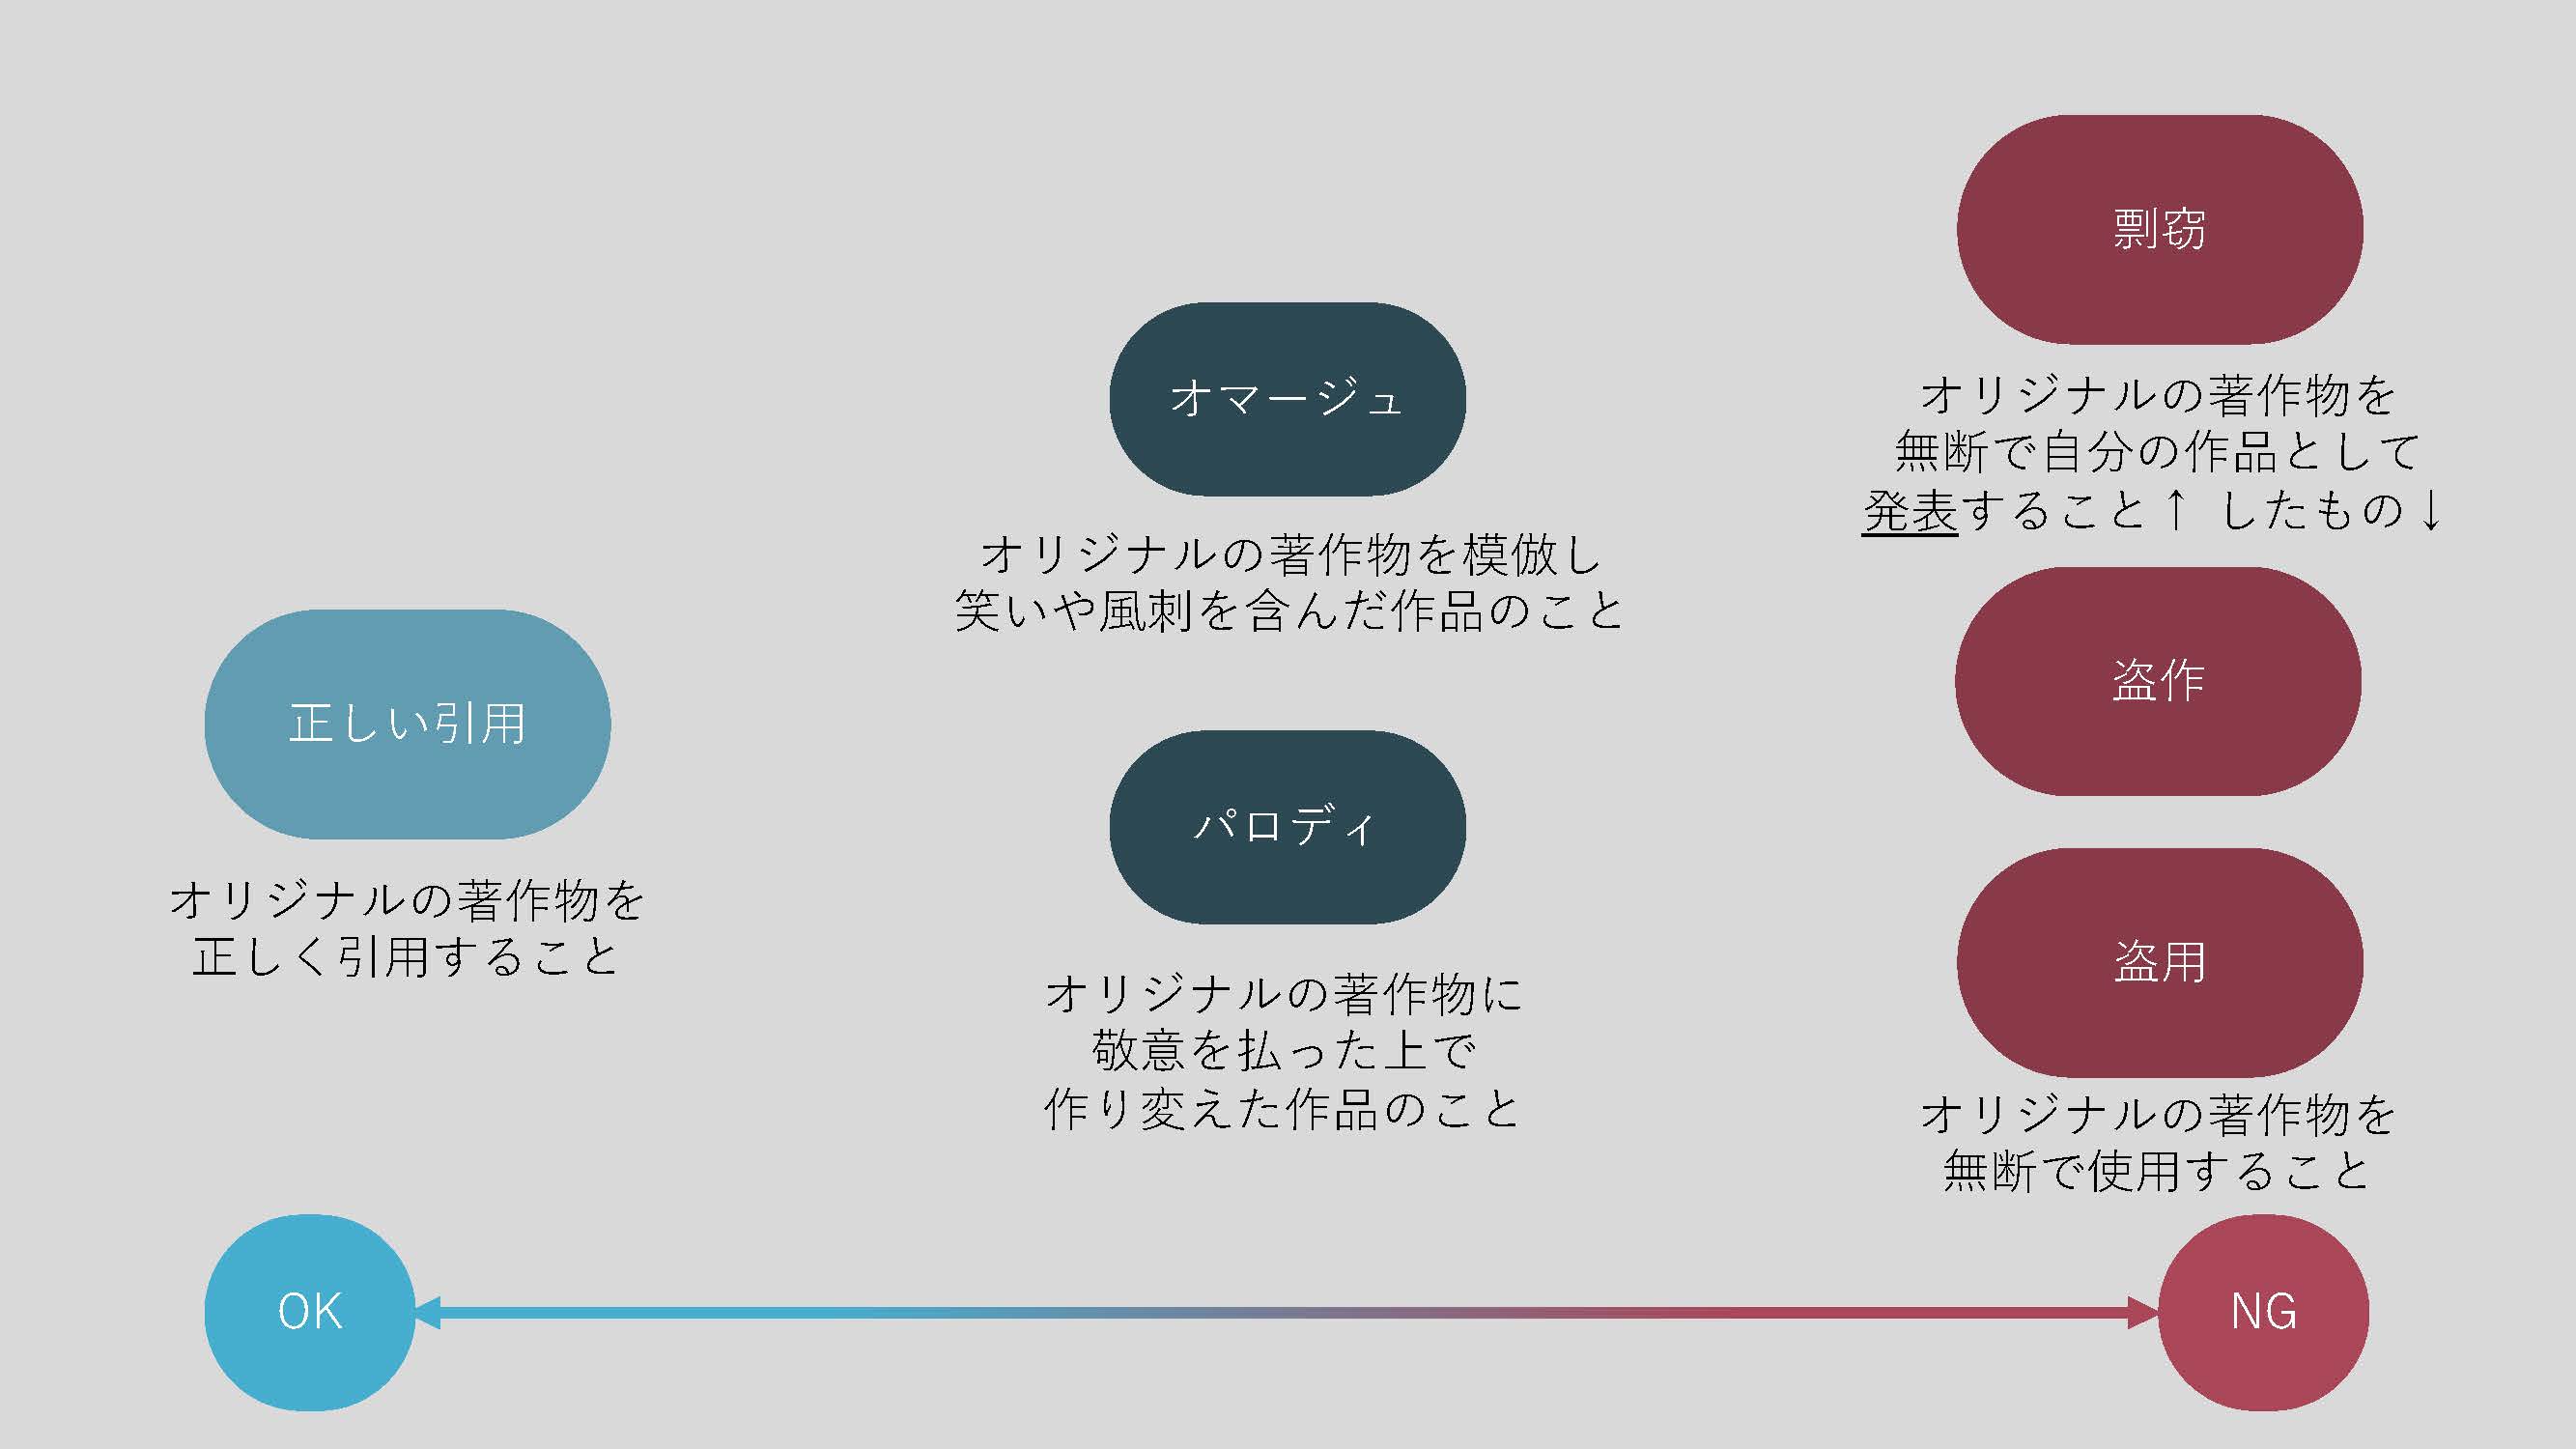 正しい引用
オリジナルの著作物を
正しく引用すること
オマージュ
オリジナルの著作物を模倣し
笑いや風刺を含んだ作品のこと
パロディ
オリジナルの著作物に
敬意を払った上で
作り変えた作品のこと
剽窃
オリジナルの著作物を
無断で自分の作品として
発表すること↑ したもの↓
盗作
盗用
オリジナルの著作物を
無断で使用すること
OK
NG